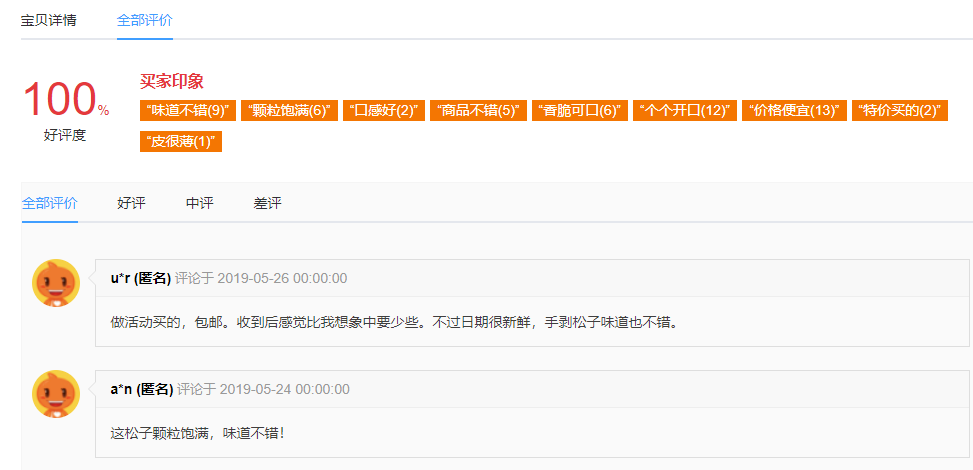 宝贝详情 全部评价
买家印象
100%
好评度
“味道不错(9)” “颗粒饱满(6)” “口感好(2)” “商品不错(5)” “香脆可口(6)” “个个开口(12)” “价格便宜(13)” “特价买的(2)”
“皮很薄(1)”
全部评价 好评 中评 差评
u*r (匿名) 评论于 2019-05-26 00:00:00
做活动买的，包邮。收到后感觉比我想象中要少些。不过日期很新鲜，手剥松子味道也不错。
a*n (匿名) 评论于 2019-05-24 00:00:00
这松子颗粒饱满，味道不错！